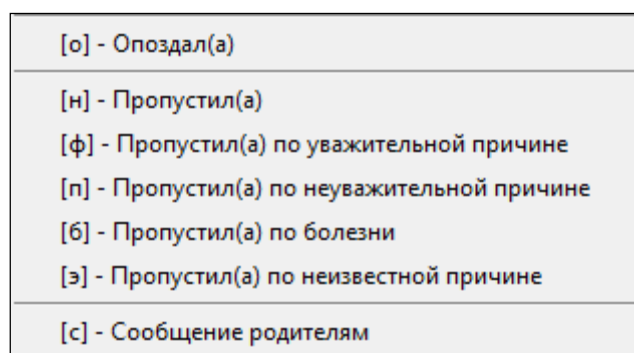 [о] - Опоздал(а)
[н] - Пропустил(а)
[ф] - Пропустил(а) по уважительной причине
[п] - Пропустил(а) по неуважительной причине
[б] - Пропустил(а) по болезни
[э] - Пропустил(а) по неизвестной причине
[с] - Сообщение родителям